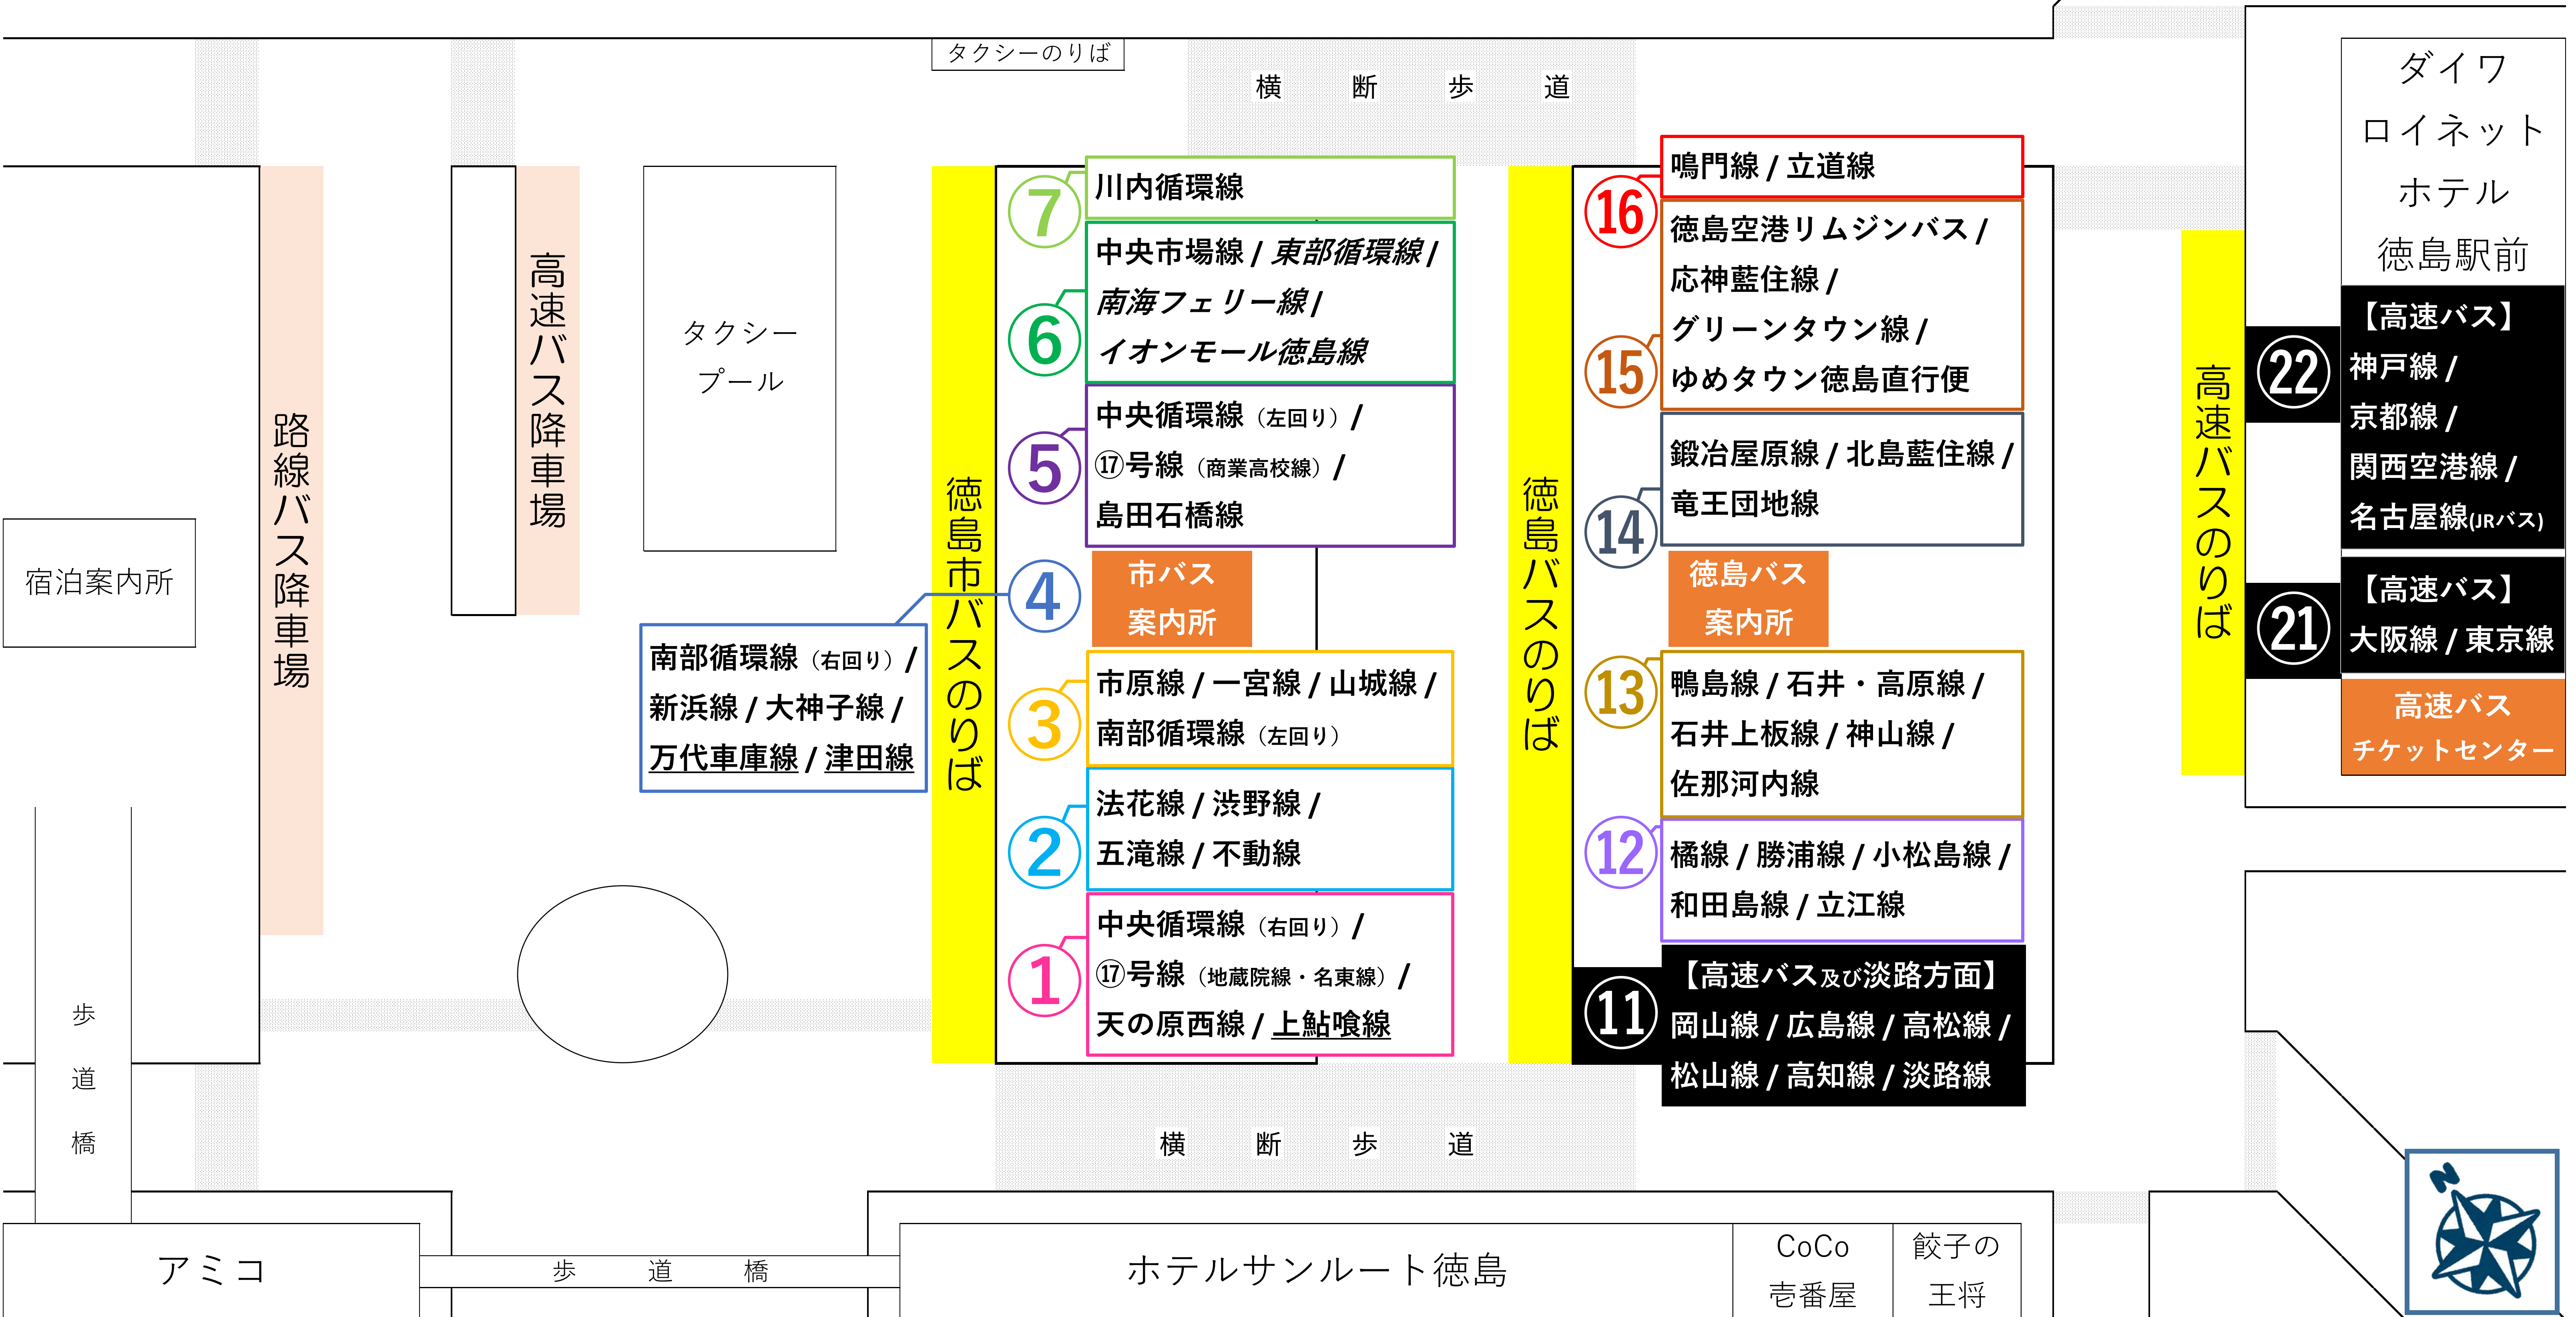 タクシーのりば
横断歩道
路線バス降車場
高速バス降車場
タクシー
プール
宿泊案内所
歩道橋
徳島市バスのりば
⑦
川内循環線
⑥
中央市場線 / 東部循環線 /
南海フェリー線 /
イオンモール徳島線
⑤
中央循環線（左回り） /
⑰号線（商業高校線） /
島田石橋線
④
市バス
案内所
南部循環線（右回り） /
新浜線 / 大神子線 /
万代車庫線 / 津田線
③
市原線 / 一宮線 / 山城線 /
南部循環線（左回り）
②
法花線 / 渋野線 /
五滝線 / 不動線
①
中央循環線（右回り） /
⑰号線（地蔵院線・名東線） /
天の原西線 / 上鮎喰線
徳島バスのりば
⑯
鳴門線 / 立道線
⑮
徳島空港リムジンバス /
応神藍住線 /
グリーンタウン線 /
ゆめタウン徳島直行便
⑭
鍛冶屋原線 / 北島藍住線 /
竜王団地線
徳島バス
案内所
⑬
鴨島線 / 石井・高原線 /
石井上板線 / 神山線 /
佐那河内線
⑫
橘線 / 勝浦線 / 小松島線 /
和田島線 / 立江線
⑪
【高速バス及び淡路方面】
岡山線 / 広島線 / 高松線 /
松山線 / 高知線 / 淡路線
高速バスのりば
ダイワ
ロイネット
ホテル
徳島駅前
㉒
【高速バス】
神戸線 /
京都線 /
関西空港線 /
名古屋線(JRバス)
㉑
【高速バス】
大阪線 / 東京線
高速バス
チケットセンター
横断歩道
アミコ
歩道橋
ホテルサンルート徳島
CoCo
壱番屋
餃子の
王将
N